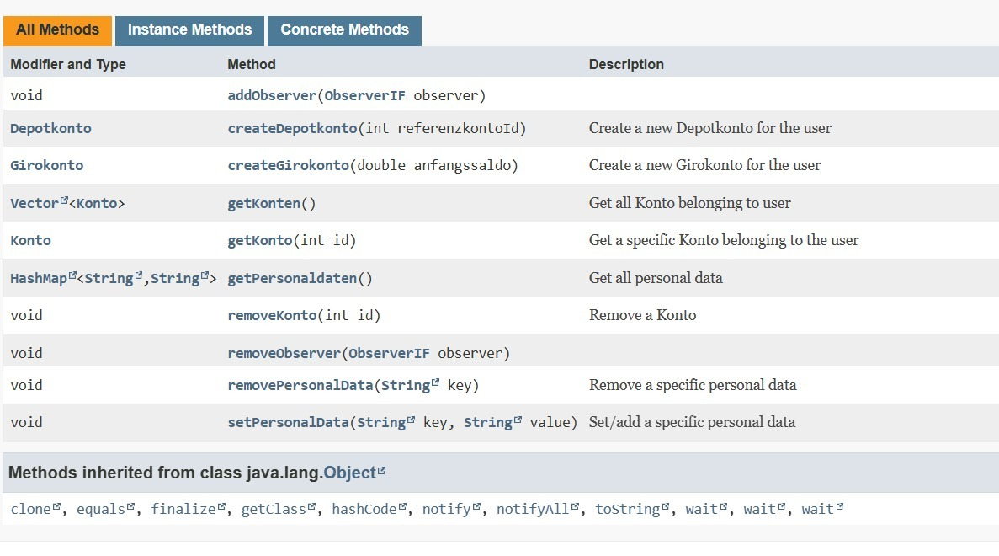 All Methods Instance Methods Concrete Methods
Modifier and Type Method Description
void addObserver(ObserverIF observer)
Depotkonto createDepotkonto(int referenzkontoId) Create a new Depotkonto for the user
Girokonto createGirokonto(double anfangssaldo) Create a new Girokonto for the user
Vector<Konto> getKonten() Get all Konto belonging to user
Konto getKonto(int id) Get a specific Konto belonging to the user
HashMap<String,String> getPersonaldaten() Get all personal data
void removeKonto(int id) Remove a Konto
void removeObserver(ObserverIF observer)
void removePersonalData(String key) Remove a specific personal data
void setPersonalData(String key, String value) Set/add a specific personal data
Methods inherited from class java.lang.Object
clone, equals, finalize, getClass, hashCode, notify, notifyAll, toString, wait, wait, wait